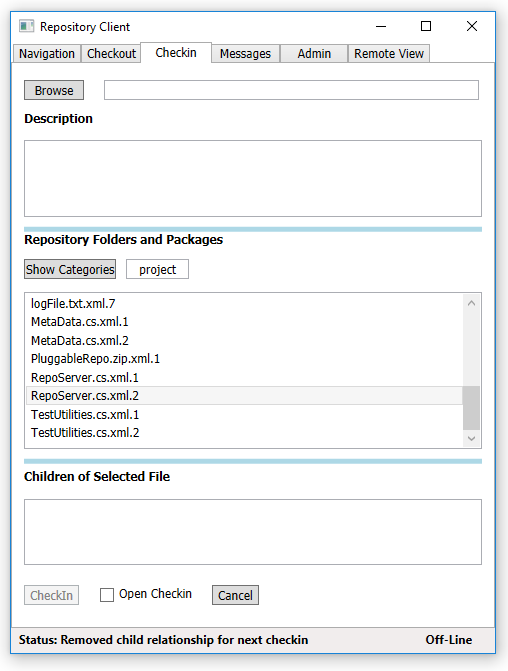 Repository Client
Navigation Checkout Checkin Messages Admin Remote View
Browse
Description
Repository Folders and Packages
Show Categories project
logFile.txt.xml.7
MetaData.cs.xml.1
MetaData.cs.xml.2
PluggableRepo.zip.xml.1
RepoServer.cs.xml.1
RepoServer.cs.xml.2
TestUtilities.cs.xml.1
TestUtilities.cs.xml.2
Children of Selected File
CheckIn Open Checkin Cancel
Status: Removed child relationship for next checkin Off-Line